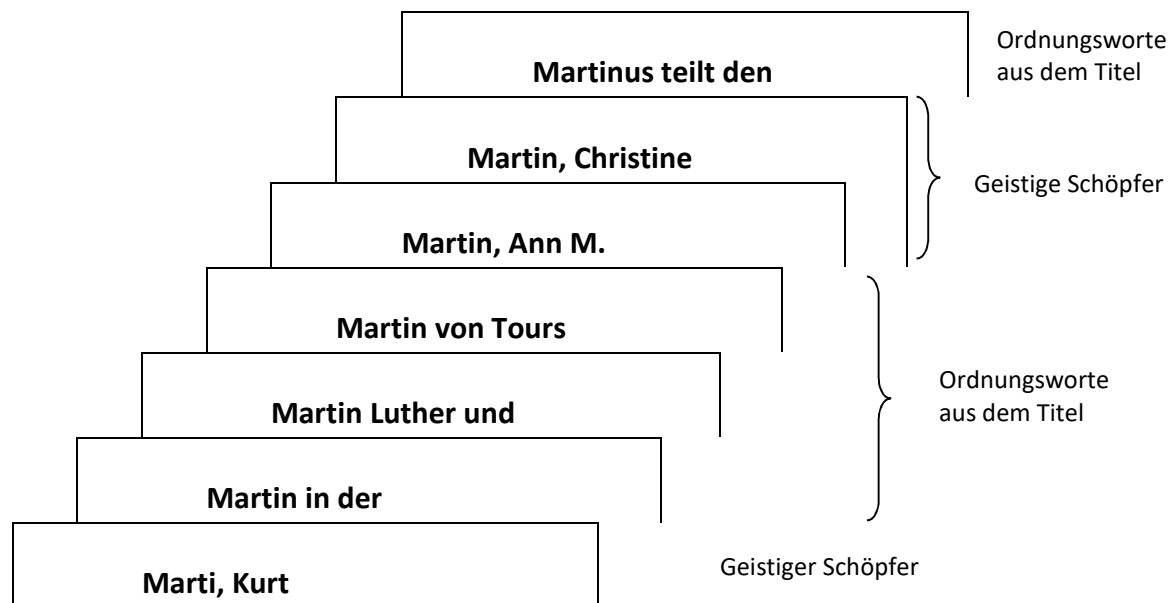 Ordnungsworte
aus dem Titel
Martinus teilt den
Martin, Christine
Geistige Schöpfer
Martin, Ann M.
Martin von Tours
Ordnungsworte
aus dem Titel
Martin Luther und
Martin in der
Geistiger Schöpfer
Marti, Kurt